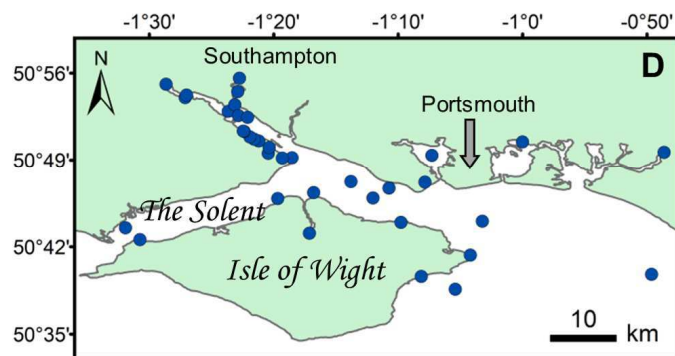 -1°30' -1°20' -1°10' -1°0' -0°50'
50°56'
50°49'
50°42'
50°35'
N
Southampton
D
Portsmouth
The Solent
Isle of Wight
10
km